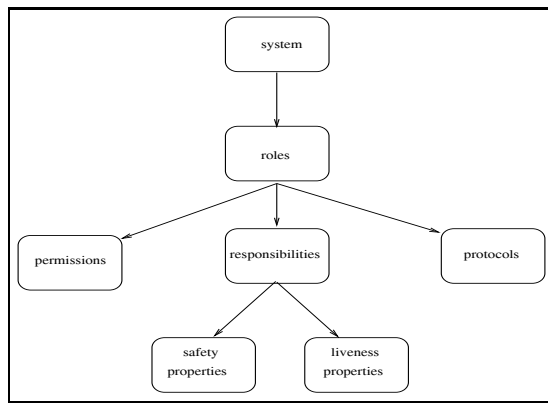 system
roles
permissions
responsibilities
protocols
safety
properties
liveness
properties